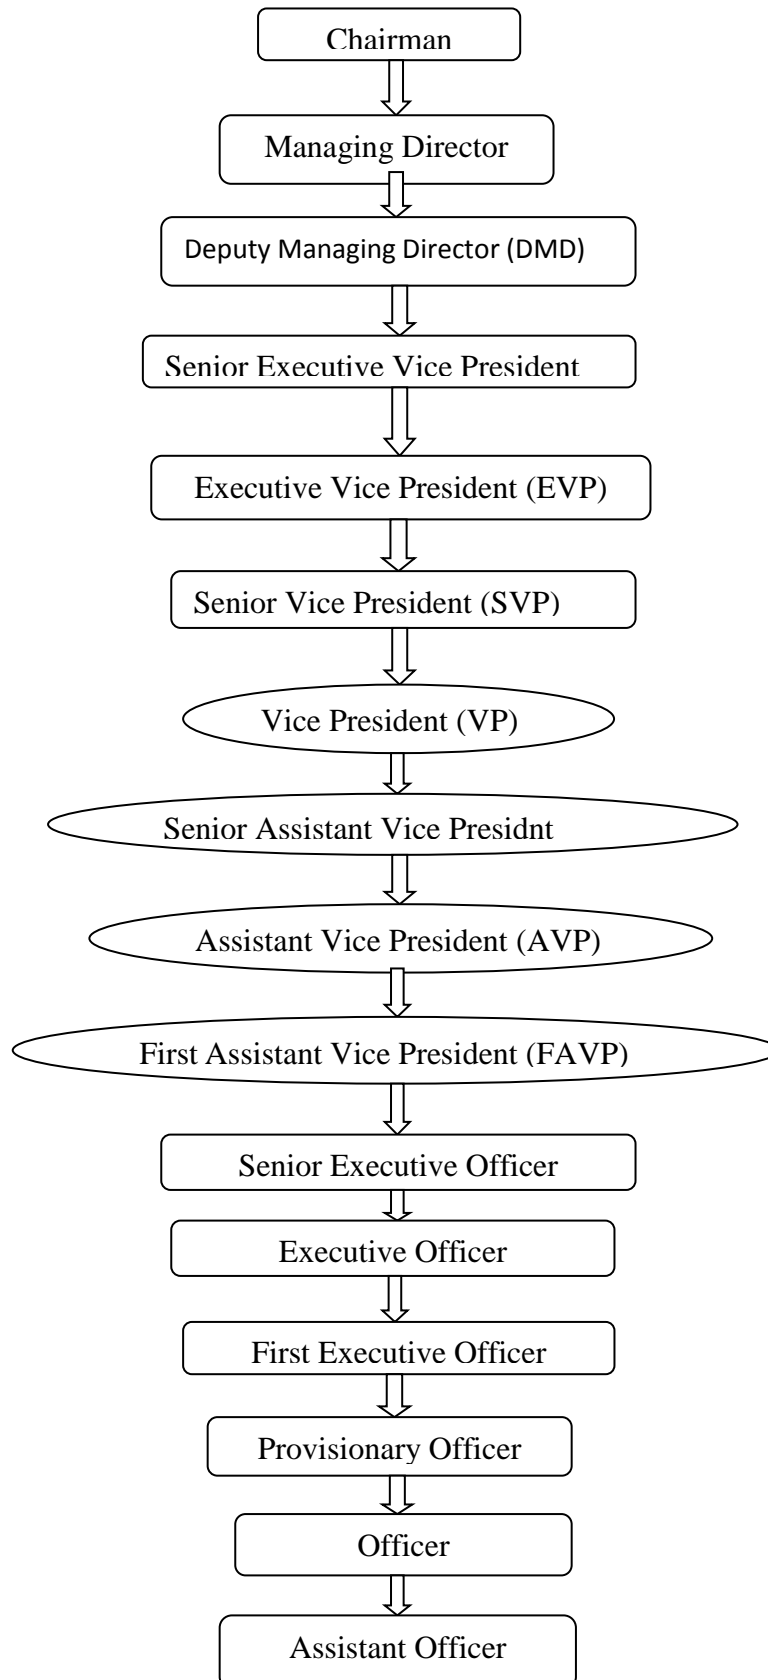 Chairman
Managing Director
Deputy Managing Director (DMD)
Senior Executive Vice President
Executive Vice President (EVP)
Senior Vice President (SVP)
Vice President (VP)
Senior Assistant Vice Presidnt
Assistant Vice President (AVP)
First Assistant Vice President (FAVP)
Senior Executive Officer
Executive Officer
First Executive Officer
Provisionary Officer
Officer
Assistant Officer